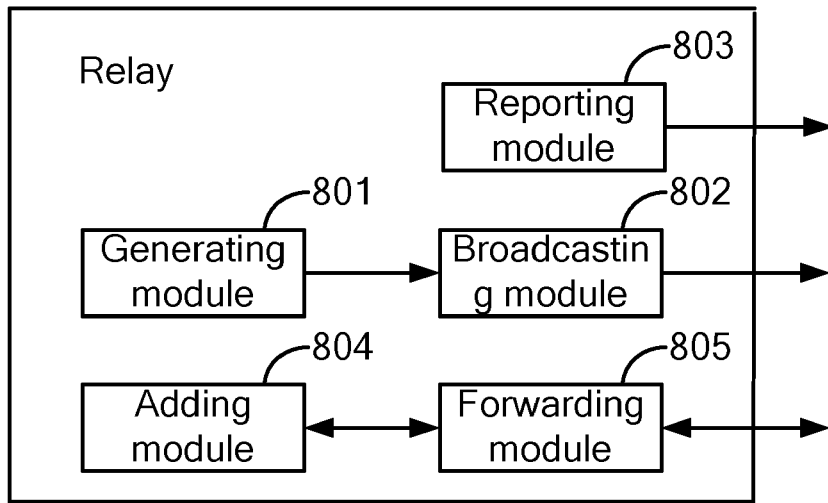 803
Relay
Reporting
module
801
802
Generating
module
Broadcastin
g module
804
805
Adding
module
Forwarding
module